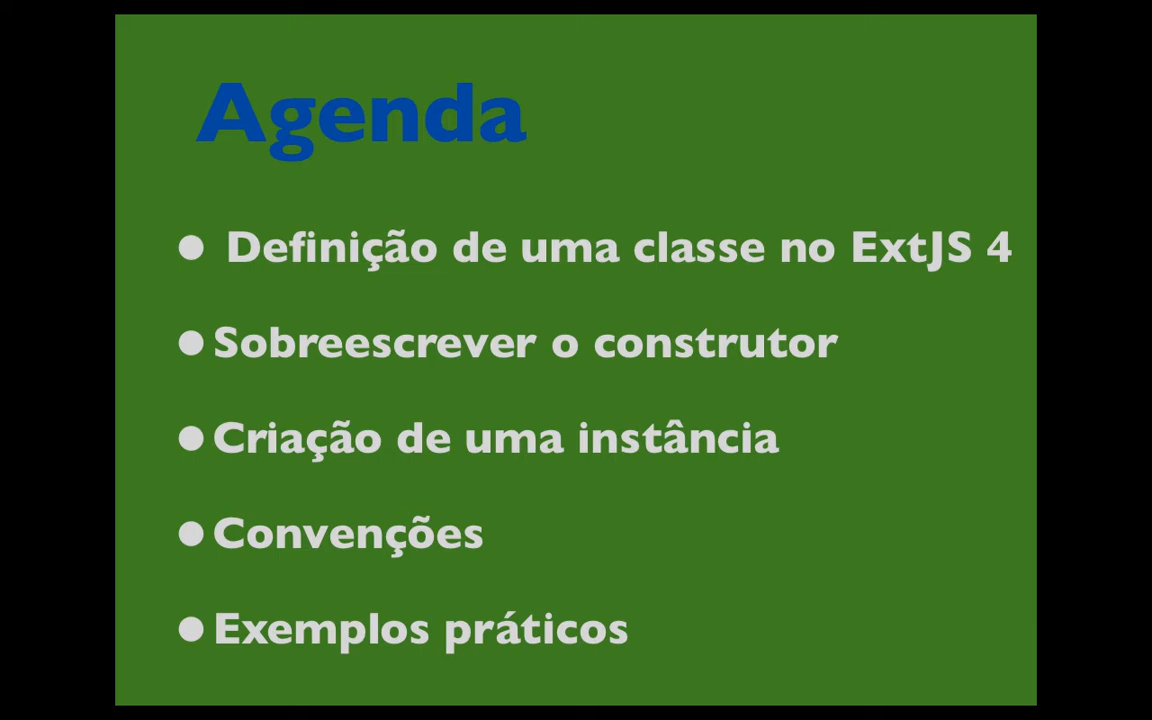 Agenda
• Definição de uma classe no ExtJS 4
• Sobreescrever o construtor
• Criação de uma instância
• Convenções
• Exemplos práticos